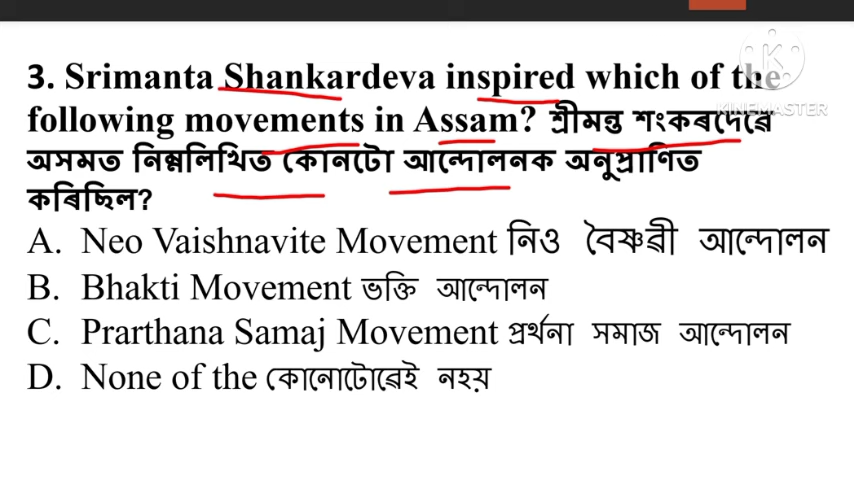 3. Srimanta Shankardeva inspired which of the
following movements in Assam? শ্ৰীমন্ত শংকৰদেৱে
অসমত নিম্নলিখিত কোনটো আন্দোলনক অনুপ্ৰাণিত
কৰিছিল?
A. Neo Vaishnavite Movement নিও বৈষ্ণৱী আন্দোলন
B. Bhakti Movement ভক্তি আন্দোলন
C. Prarthana Samaj Movement প্ৰৰ্থনা সমাজ আন্দোলন
D. None of the কোনোটোৱেই নহয়
KINEMASTER